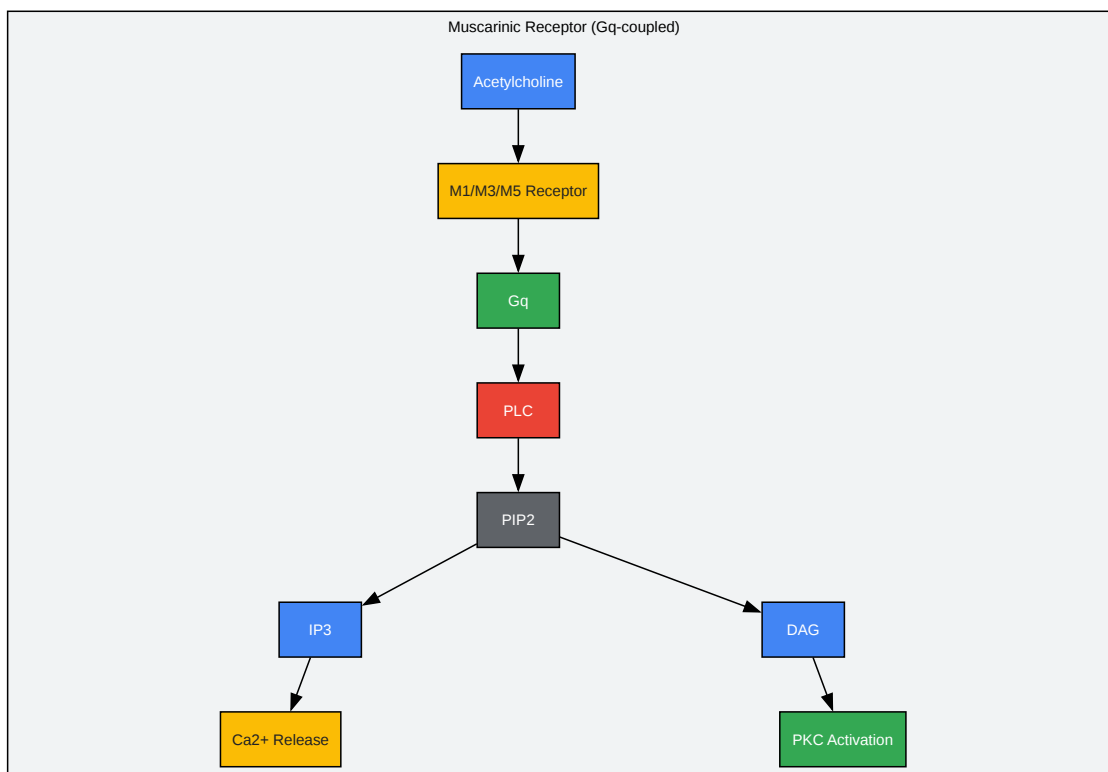 Muscarinic Receptor (Gq-coupled)
Acetylcholine
M1/M3/M5 Receptor
Gq
PLC
PIP2
IP3
DAG
Ca2+ Release
PKC Activation